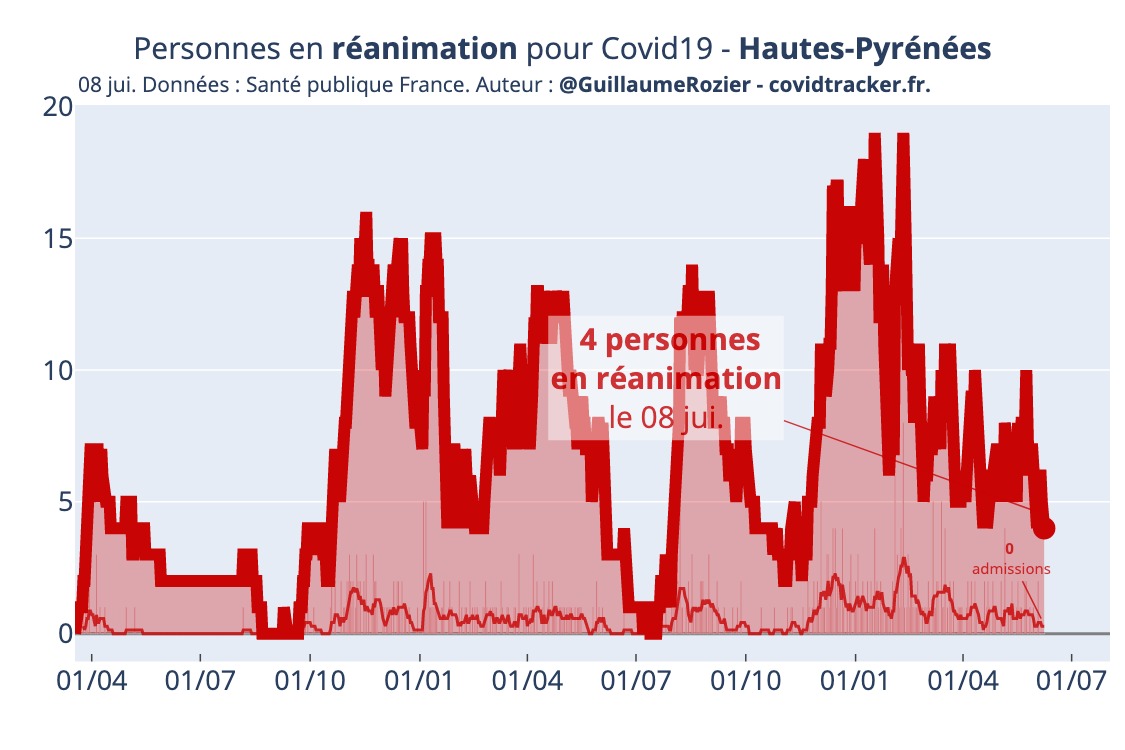 Personnes en réanimation pour Covid19 - Hautes-Pyrénées
08 jui. Données : Santé publique France. Auteur : @GuillaumeRozier - covidtracker.fr.
20
15
10
5
0
4 personnes
en réanimation
le 08 jui.
0
admissions
01/04 01/07 01/10 01/01 01/04 01/07 01/10 01/01 01/04 01/07